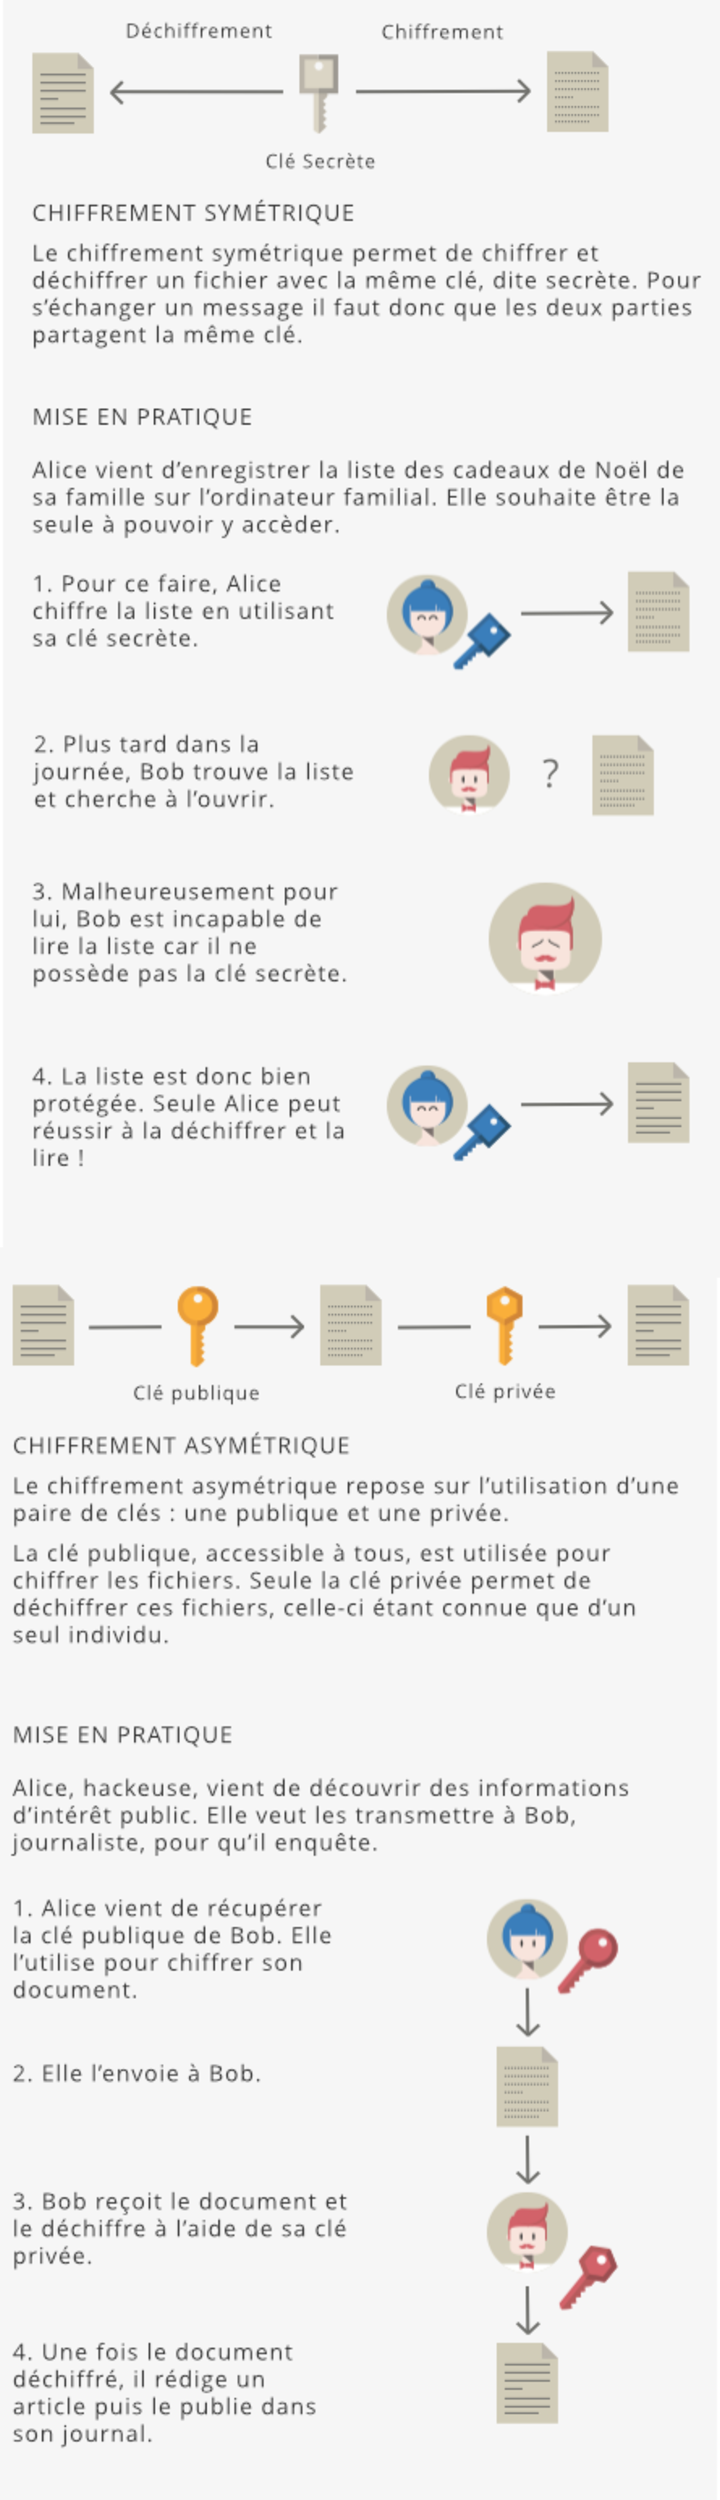 Déchiffrement
Chiffrement
Clé Secrète
CHIFFREMENT SYMÉTRIQUE
Le chiffrement symétrique permet de chiffrer et
déchiffrer un fichier avec la même clé, dite secrète. Pour
s’échanger un message il faut donc que les deux parties
partagent la même clé.
MISE EN PRATIQUE
Alice vient d’enregistrer la liste des cadeaux de Noël de
sa famille sur l’ordinateur familial. Elle souhaite être la
seule à pouvoir y accèder.
1. Pour ce faire, Alice
chiffre la liste en utilisant
sa clé secrète.
2. Plus tard dans la
journée, Bob trouve la liste
et cherche à l’ouvrir.
?
3. Malheureusement pour
lui, Bob est incapable de
lire la liste car il ne
possède pas la clé secrète.
4. La liste est donc bien
protégée. Seule Alice peut
réussir à la déchiffrer et la
lire !
Clé publique
Clé privée
CHIFFREMENT ASYMÉTRIQUE
Le chiffrement asymétrique repose sur l’utilisation d’une
paire de clés : une publique et une privée.
La clé publique, accessible à tous, est utilisée pour
chiffrer les fichiers. Seule la clé privée permet de
déchiffrer ces fichiers, celle-ci étant connue que d’un
seul individu.
MISE EN PRATIQUE
Alice, hackeuse, vient de découvrir des informations
d’intérêt public. Elle veut les transmettre à Bob,
journaliste, pour qu’il enquête.
1. Alice vient de récupérer
la clé publique de Bob. Elle
l’utilise pour chiffrer son
document.
2. Elle l’envoie à Bob.
3. Bob reçoit le document et
le déchiffre à l’aide de sa clé
privée.
4. Une fois le document
déchiffré, il rédige un
article puis le publie dans
son journal.